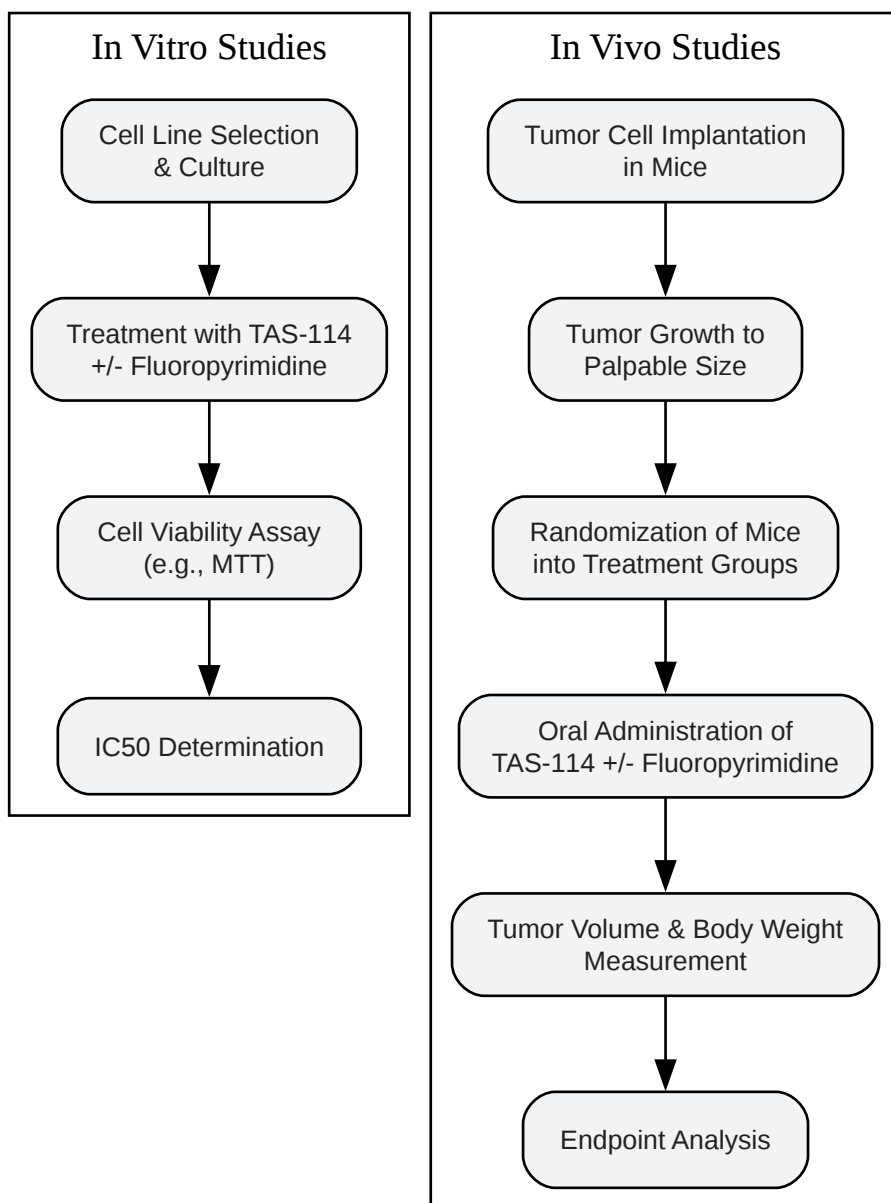 In Vitro Studies
Cell Line Selection
& Culture
Treatment with TAS-114
+/- Fluoropyrimidine
Cell Viability Assay
(e.g., MTT)
IC50 Determination
In Vivo Studies
Tumor Cell Implantation
in Mice
Tumor Growth to
Palpable Size
Randomization of Mice
into Treatment Groups
Oral Administration of
TAS-114 +/- Fluoropyrimidine
Tumor Volume & Body Weight
Measurement
Endpoint Analysis